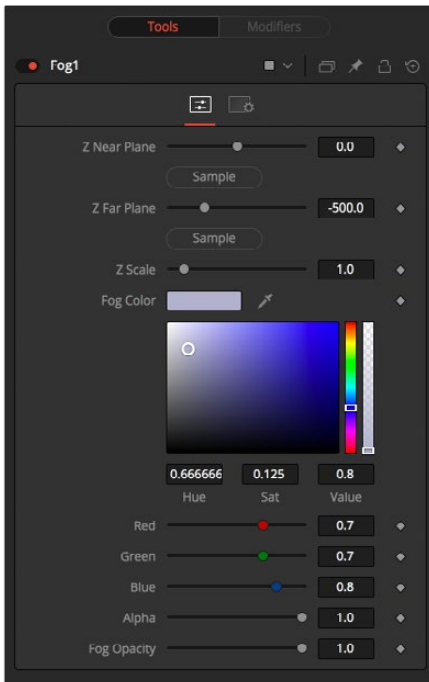 Tools Modifiers
Fog1
Z Near Plane 0.0
Sample
Z Far Plane -500.0
Sample
Z Scale 1.0
Fog Color
0.666666 0.125 0.8
Hue Sat Value
Red 0.7
Green 0.7
Blue 0.8
Alpha 1.0
Fog Opacity 1.0